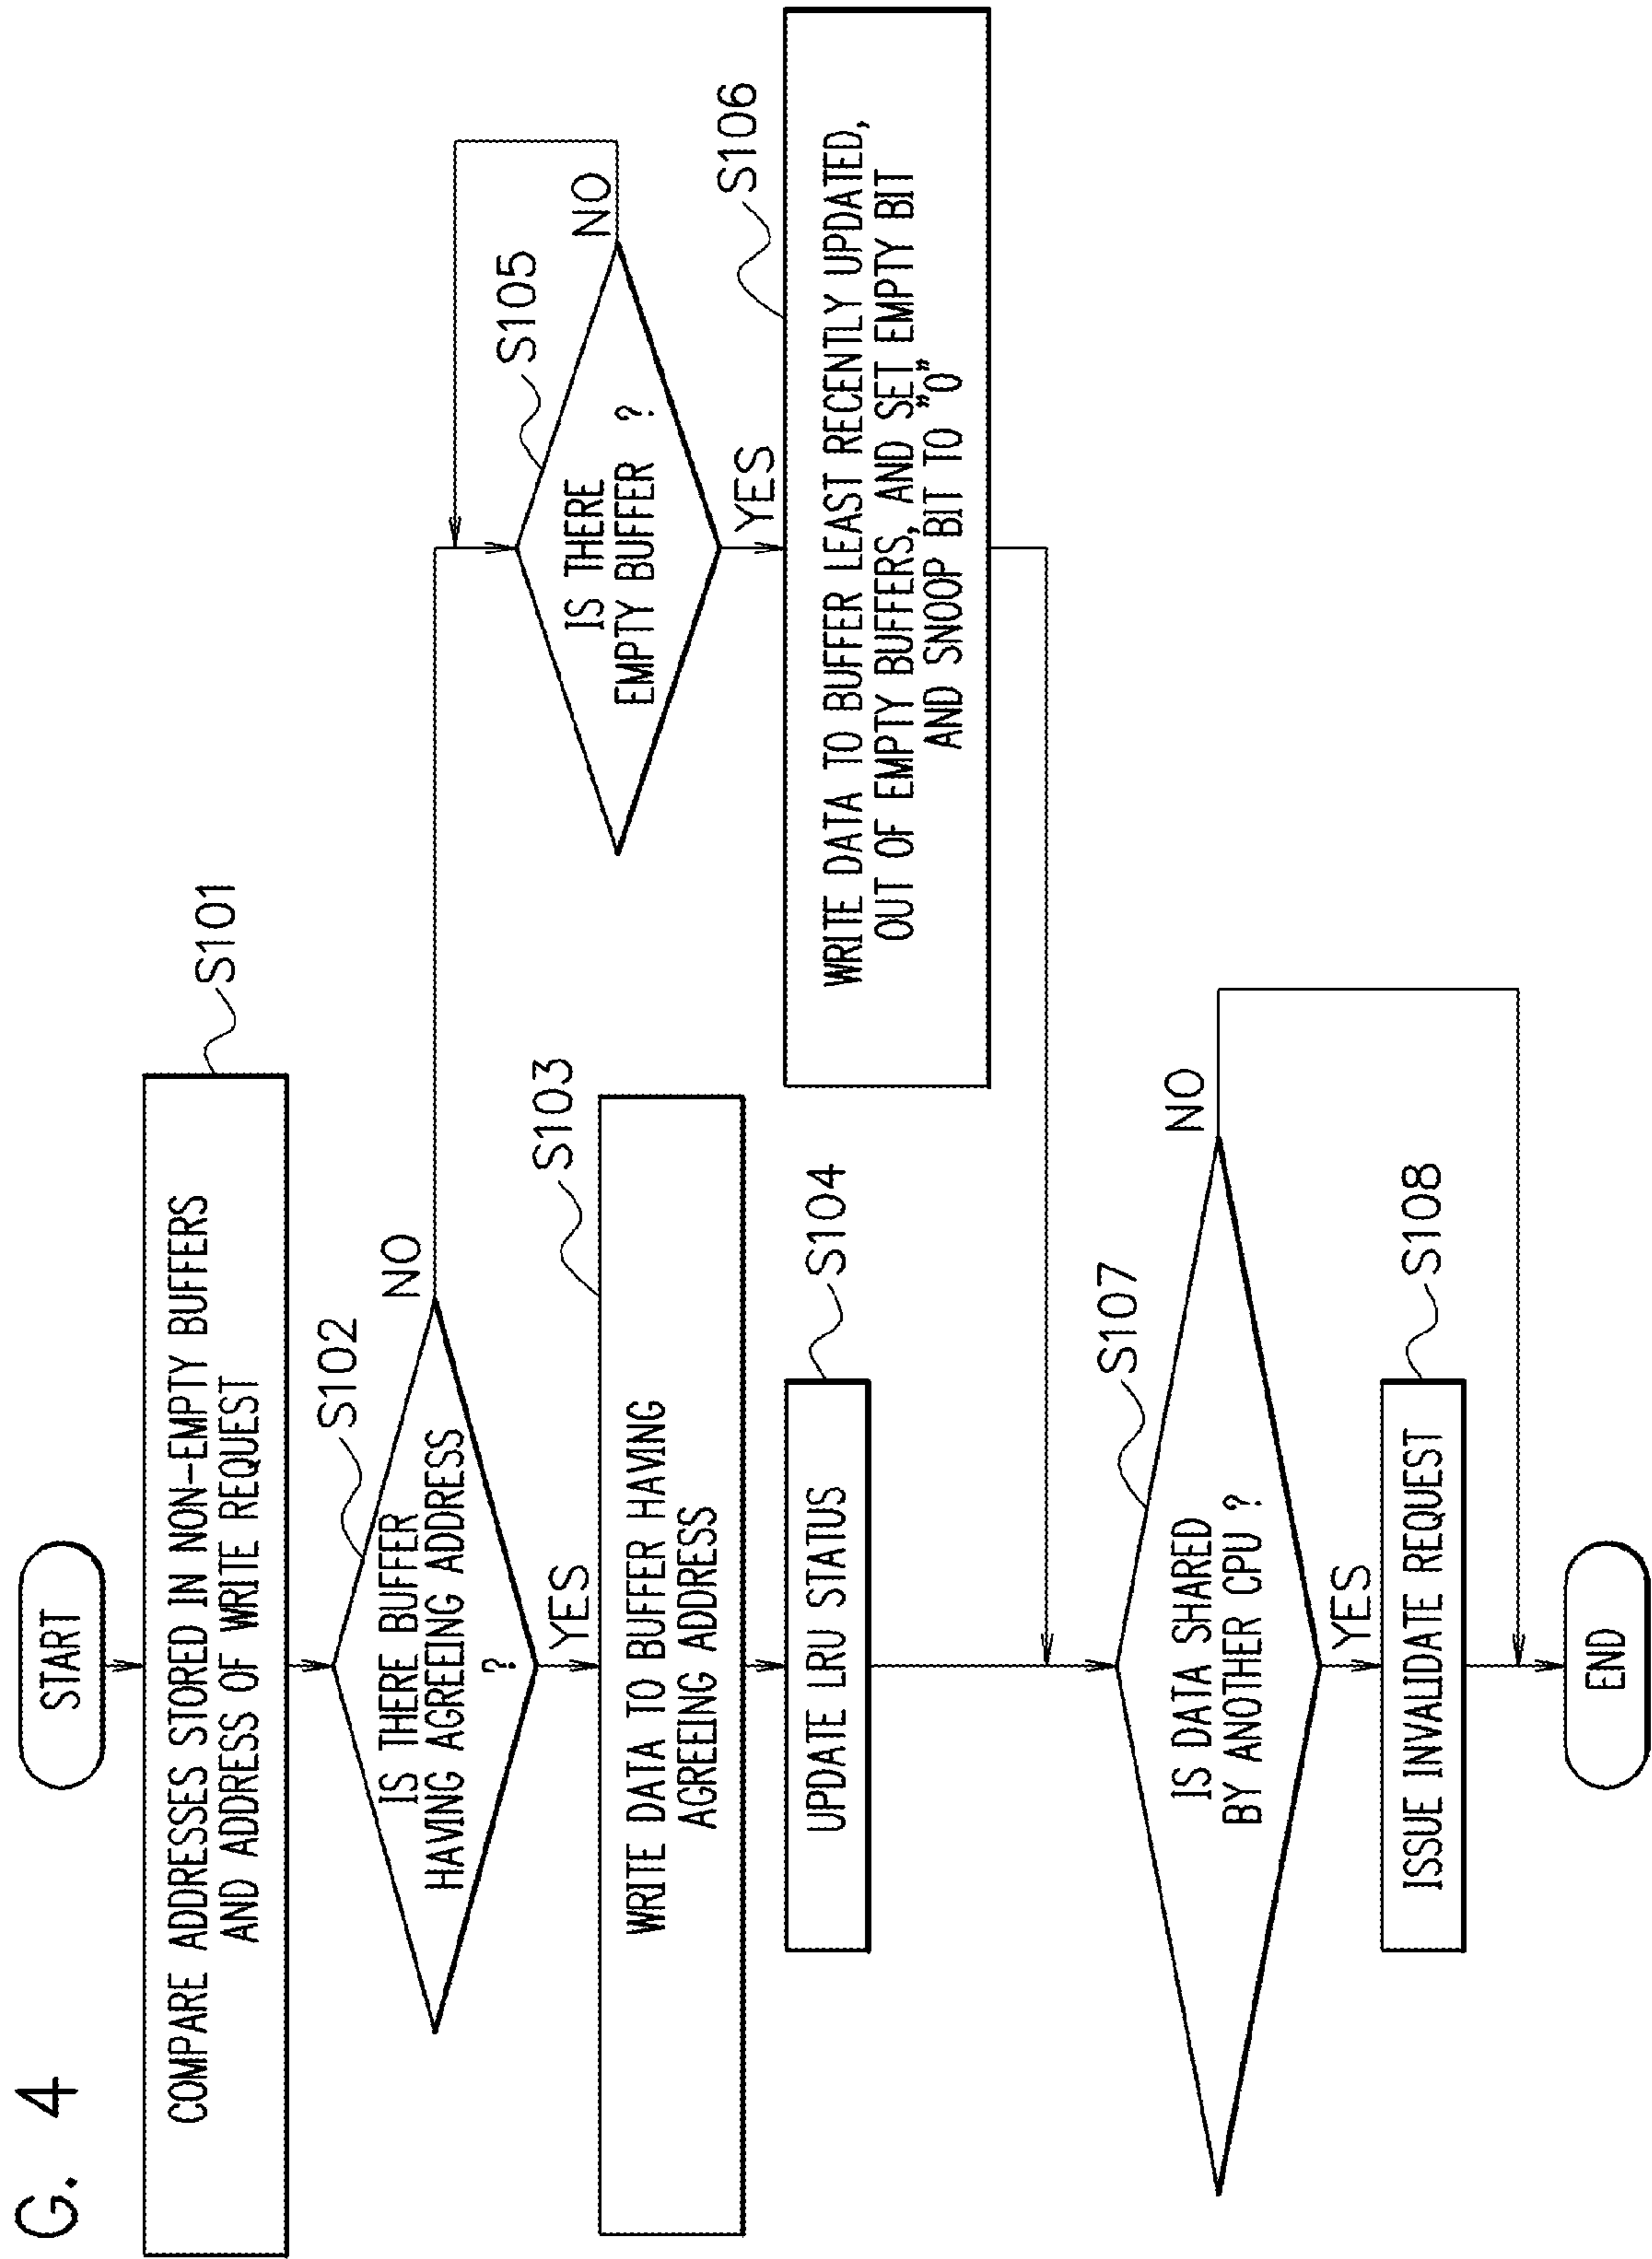 G. 4
START
COMPARE ADDRESSES STORED IN NON-EMPTY BUFFERS
AND ADDRESS OF WRITE REQUEST
S101
IS THERE BUFFER
HAVING AGREEING ADDRESS
?
S102
NO
YES
WRITE DATA TO BUFFER HAVING
AGREEING ADDRESS
S103
UPDATE LRU STATUS
S104
IS THERE
EMPTY BUFFER ?
S105
NO
YES
WRITE DATA TO BUFFER LEAST RECENTLY UPDATED,
OUT OF EMPTY BUFFERS, AND SET EMPTY BIT
AND SNOOP BIT TO "0"
S106
IS DATA SHARED
BY ANOTHER CPU ?
S107
NO
YES
ISSUE INVALIDATE REQUEST
S108
END